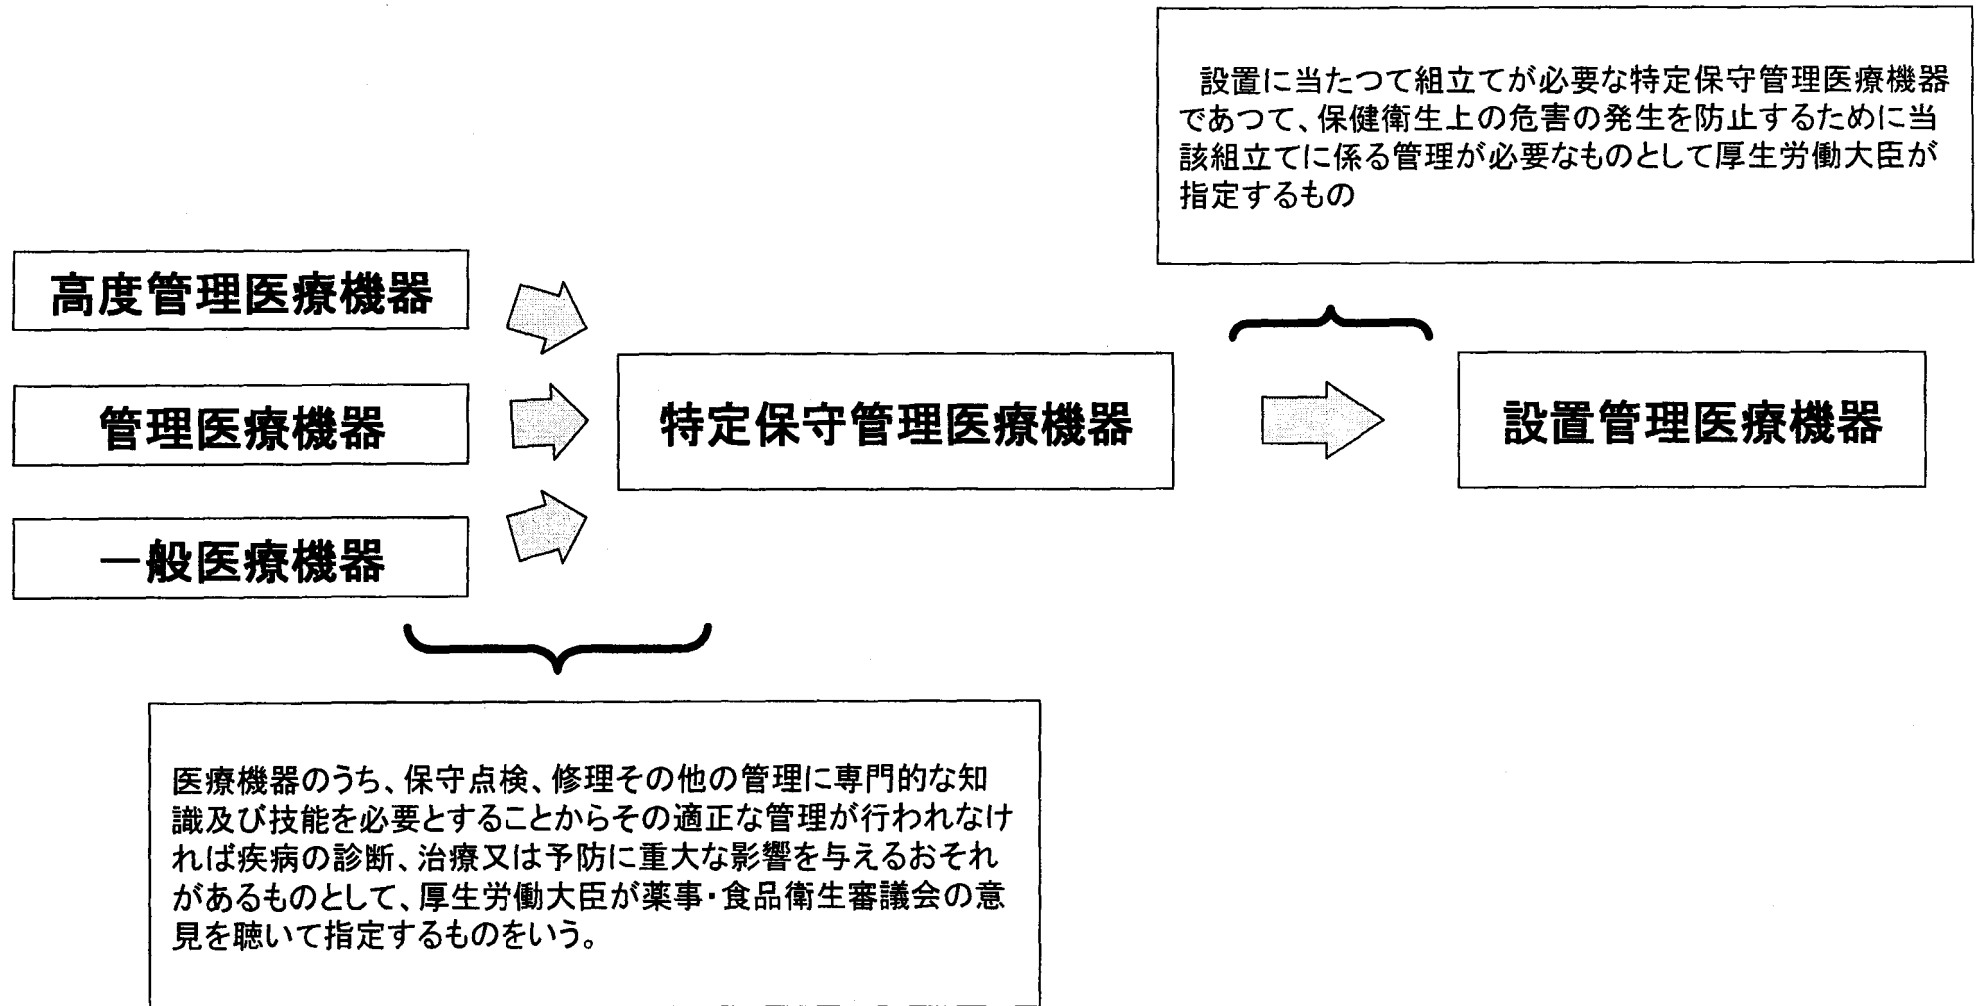 設置に当たつて組立てが必要な特定保守管理医療機器
であつて、保健衛生上の危害の発生を防止するために当
該組立てに係る管理が必要なものとして厚生労働大臣が
指定するもの
高度管理医療機器
管理医療機器
一般医療機器
特定保守管理医療機器
設置管理医療機器
医療機器のうち、保守点検、修理その他の管理に専門的な知
識及び技能を必要とすることからその適正な管理が行われなけ
れば疾病の診断、治療又は予防に重大な影響を与えるおそれ
があるものとして、厚生労働大臣が薬事・食品衛生審議会の意
見を聴いて指定するものをいう。